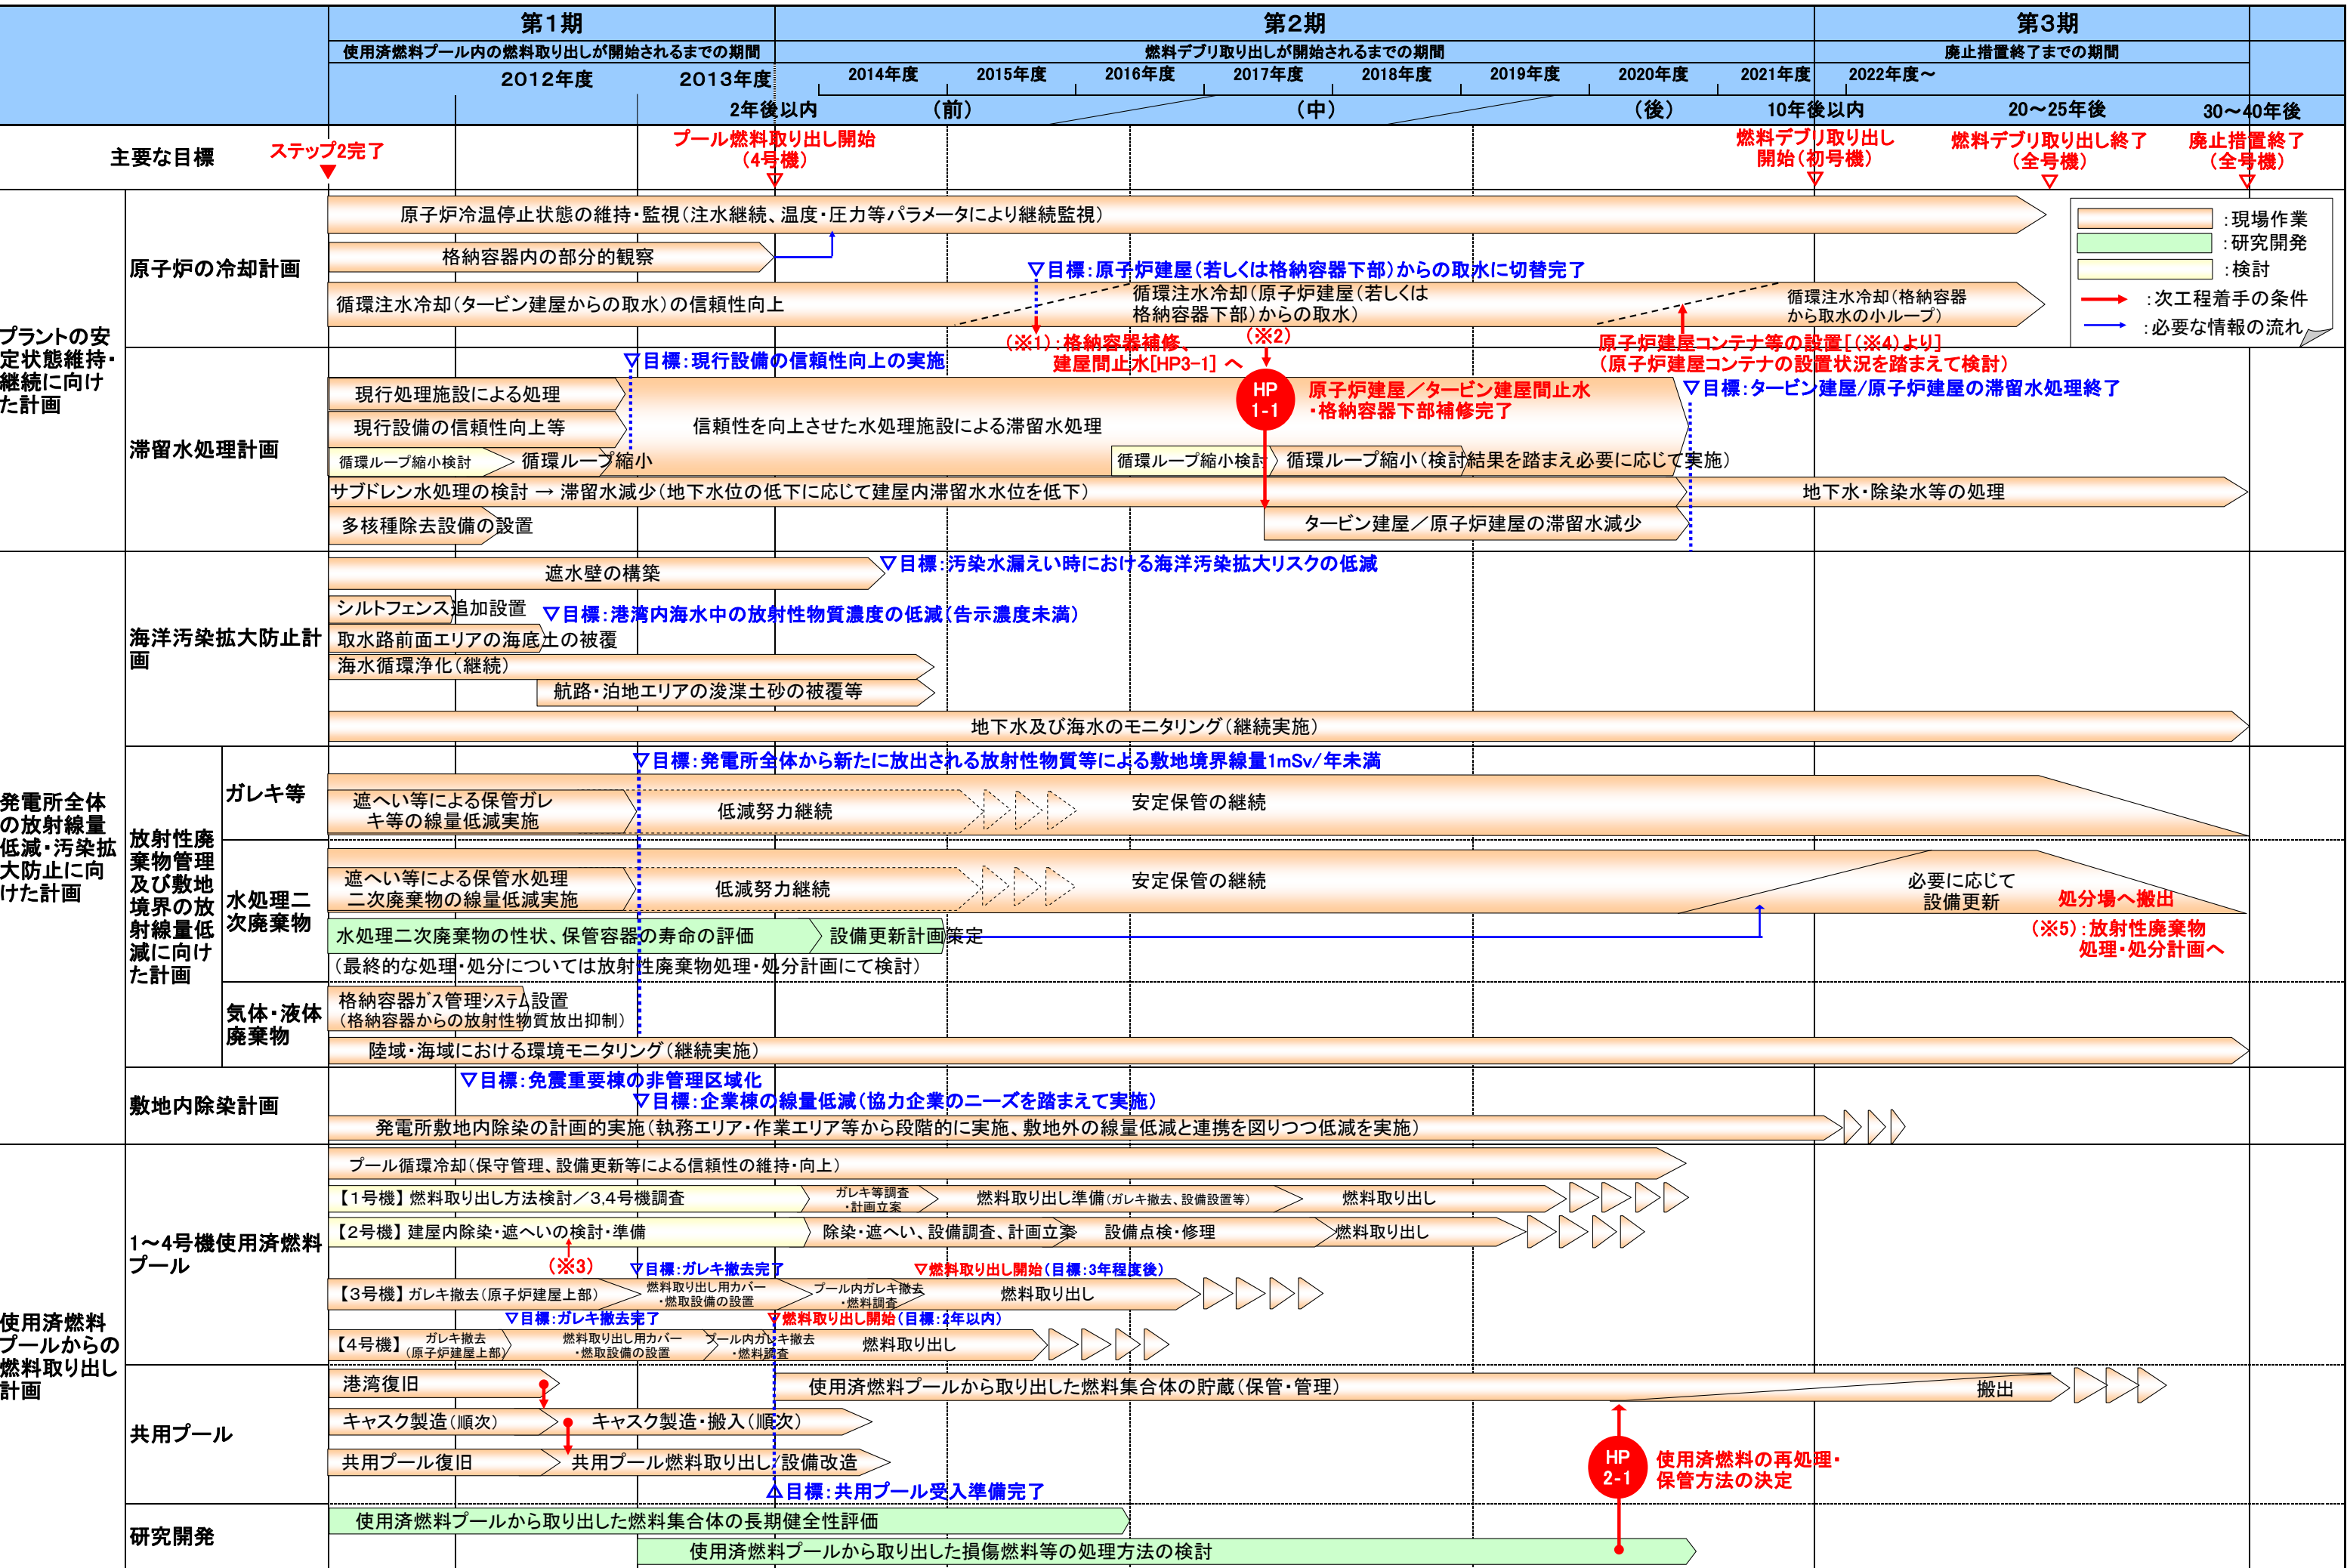 第1期
第2期
第3期
使用済燃料プール内の燃料取り出しが開始されるまでの期間
燃料デブリ取り出しが開始されるまでの期間
廃止措置終了までの期間
2012年度
2013年度
2014年度
2015年度
2016年度
2017年度
2018年度
2019年度
2020年度
2021年度
2022年度～
2年後以内
（前）
（中）
（後）
10年後以内
20～25年後
30～40年後
主要な目標
ステップ2完了
プール燃料取り出し開始
（4号機）
燃料デブリ取り出し
開始（初号機）
燃料デブリ取り出し終了
（全号機）
廃止措置終了
（全号機）
：現場作業
：研究開発
：検討
：次工程着手の条件
：必要な情報の流れ
プラントの安
定状態維持・
継続に向け
た計画
原子炉の冷却計画
原子炉冷温停止状態の維持・監視（注水継続、温度・圧力等パラメータにより継続監視）
格納容器内の部分的観察
▽目標：原子炉建屋（若しくは格納容器下部）からの取水に切替完了
循環注水冷却（タービン建屋からの取水）の信頼性向上
循環注水冷却（原子炉建屋（若しくは
格納容器下部）からの取水）
循環注水冷却（格納容器
から取水の小ループ）
（※1）：格納容器補修、
建屋間止水[HP3-1] へ
（※2）
原子炉建屋コンテナ等の設置[（※4）より]
（原子炉建屋コンテナの設置状況を踏まえて検討）
滞留水処理計画
▽目標：現行設備の信頼性向上の実施
▽目標：タービン建屋/原子炉建屋の滞留水処理終了
現行処理施設による処理
現行設備の信頼性向上等
信頼性を向上させた水処理施設による滞留水処理
HP
1-1
原子炉建屋／タービン建屋間止水
・格納容器下部補修完了
循環ループ縮小検討
循環ループ縮小
循環ループ縮小検討
循環ループ縮小（検討結果を踏まえ必要に応じて実施）
サブドレン水処理の検討 → 滞留水減少（地下水位の低下に応じて建屋内滞留水水位を低下）
地下水・除染水等の処理
多核種除去設備の設置
タービン建屋／原子炉建屋の滞留水減少
発電所全体
の放射線量
低減・汚染拡
大防止に向
けた計画
海洋汚染拡大防止計
画
遮水壁の構築
▽目標：汚染水漏えい時における海洋汚染拡大リスクの低減
シルトフェンス追加設置
▽目標：港湾内海水中の放射性物質濃度の低減（告示濃度未満）
取水路前面エリアの海底土の被覆
海水循環浄化（継続）
航路・泊地エリアの浚渫土砂の被覆等
地下水及び海水のモニタリング（継続実施）
放射性廃
棄物管理
及び敷地
境界の放
射線量低
減に向け
た計画
ガレキ等
▽目標：発電所全体から新たに放出される放射性物質等による敷地境界線量1mSv/年未満
遮へい等による保管ガレ
キ等の線量低減実施
低減努力継続
安定保管の継続
水処理二
次廃棄物
遮へい等による保管水処理
二次廃棄物の線量低減実施
低減努力継続
安定保管の継続
必要に応じて
設備更新
処分場へ搬出
（※5）：放射性廃棄物
処理・処分計画へ
水処理二次廃棄物の性状、保管容器の寿命の評価
設備更新計画策定
（最終的な処理・処分については放射性廃棄物処理・処分計画にて検討）
気体・液体
廃棄物
格納容器ｶﾞｽ管理ｼｽﾃﾑ設置
（格納容器からの放射性物質放出抑制）
陸域・海域における環境モニタリング（継続実施）
敷地内除染計画
▽目標：免震重要棟の非管理区域化
▽目標：企業棟の線量低減（協力企業のニーズを踏まえて実施）
発電所敷地内除染の計画的実施（執務エリア・作業エリア等から段階的に実施、敷地外の線量低減と連携を図りつつ低減を実施）
使用済燃料
プールからの
燃料取り出し
計画
1～4号機使用済燃料
プール
プール循環冷却（保守管理、設備更新等による信頼性の維持・向上）
【1号機】 燃料取り出し方法検討／3,4号機調査
ガレキ等調査
・計画立案
燃料取り出し準備（ガレキ撤去、設備設置等）
燃料取り出し
【2号機】 建屋内除染・遮へいの検討・準備
除染・遮へい、設備調査、計画立案
設備点検・修理
燃料取り出し
（※3）
▽目標：ガレキ撤去完了
▽燃料取り出し開始（目標：3年程度後）
【3号機】 ガレキ撤去（原子炉建屋上部）
燃料取り出し用カバー
・燃取設備の設置
プール内ガレキ撤去
・燃料調査
燃料取り出し
▽目標：ガレキ撤去完了
▽燃料取り出し開始（目標：2年以内）
【4号機】
ガレキ撤去
（原子炉建屋上部）
燃料取り出し用カバー
・燃取設備の設置
プール内ガレキ撤去
・燃料調査
燃料取り出し
共用プール
港湾復旧
使用済燃料プールから取り出した燃料集合体の貯蔵（保管・管理）
搬出
キャスク製造（順次）
キャスク製造・搬入（順次）
共用プール復旧
共用プール燃料取り出し/設備改造
HP
2-1
使用済燃料の再処理・
保管方法の決定
△目標：共用プール受入準備完了
研究開発
使用済燃料プールから取り出した燃料集合体の長期健全性評価
使用済燃料プールから取り出した損傷燃料等の処理方法の検討